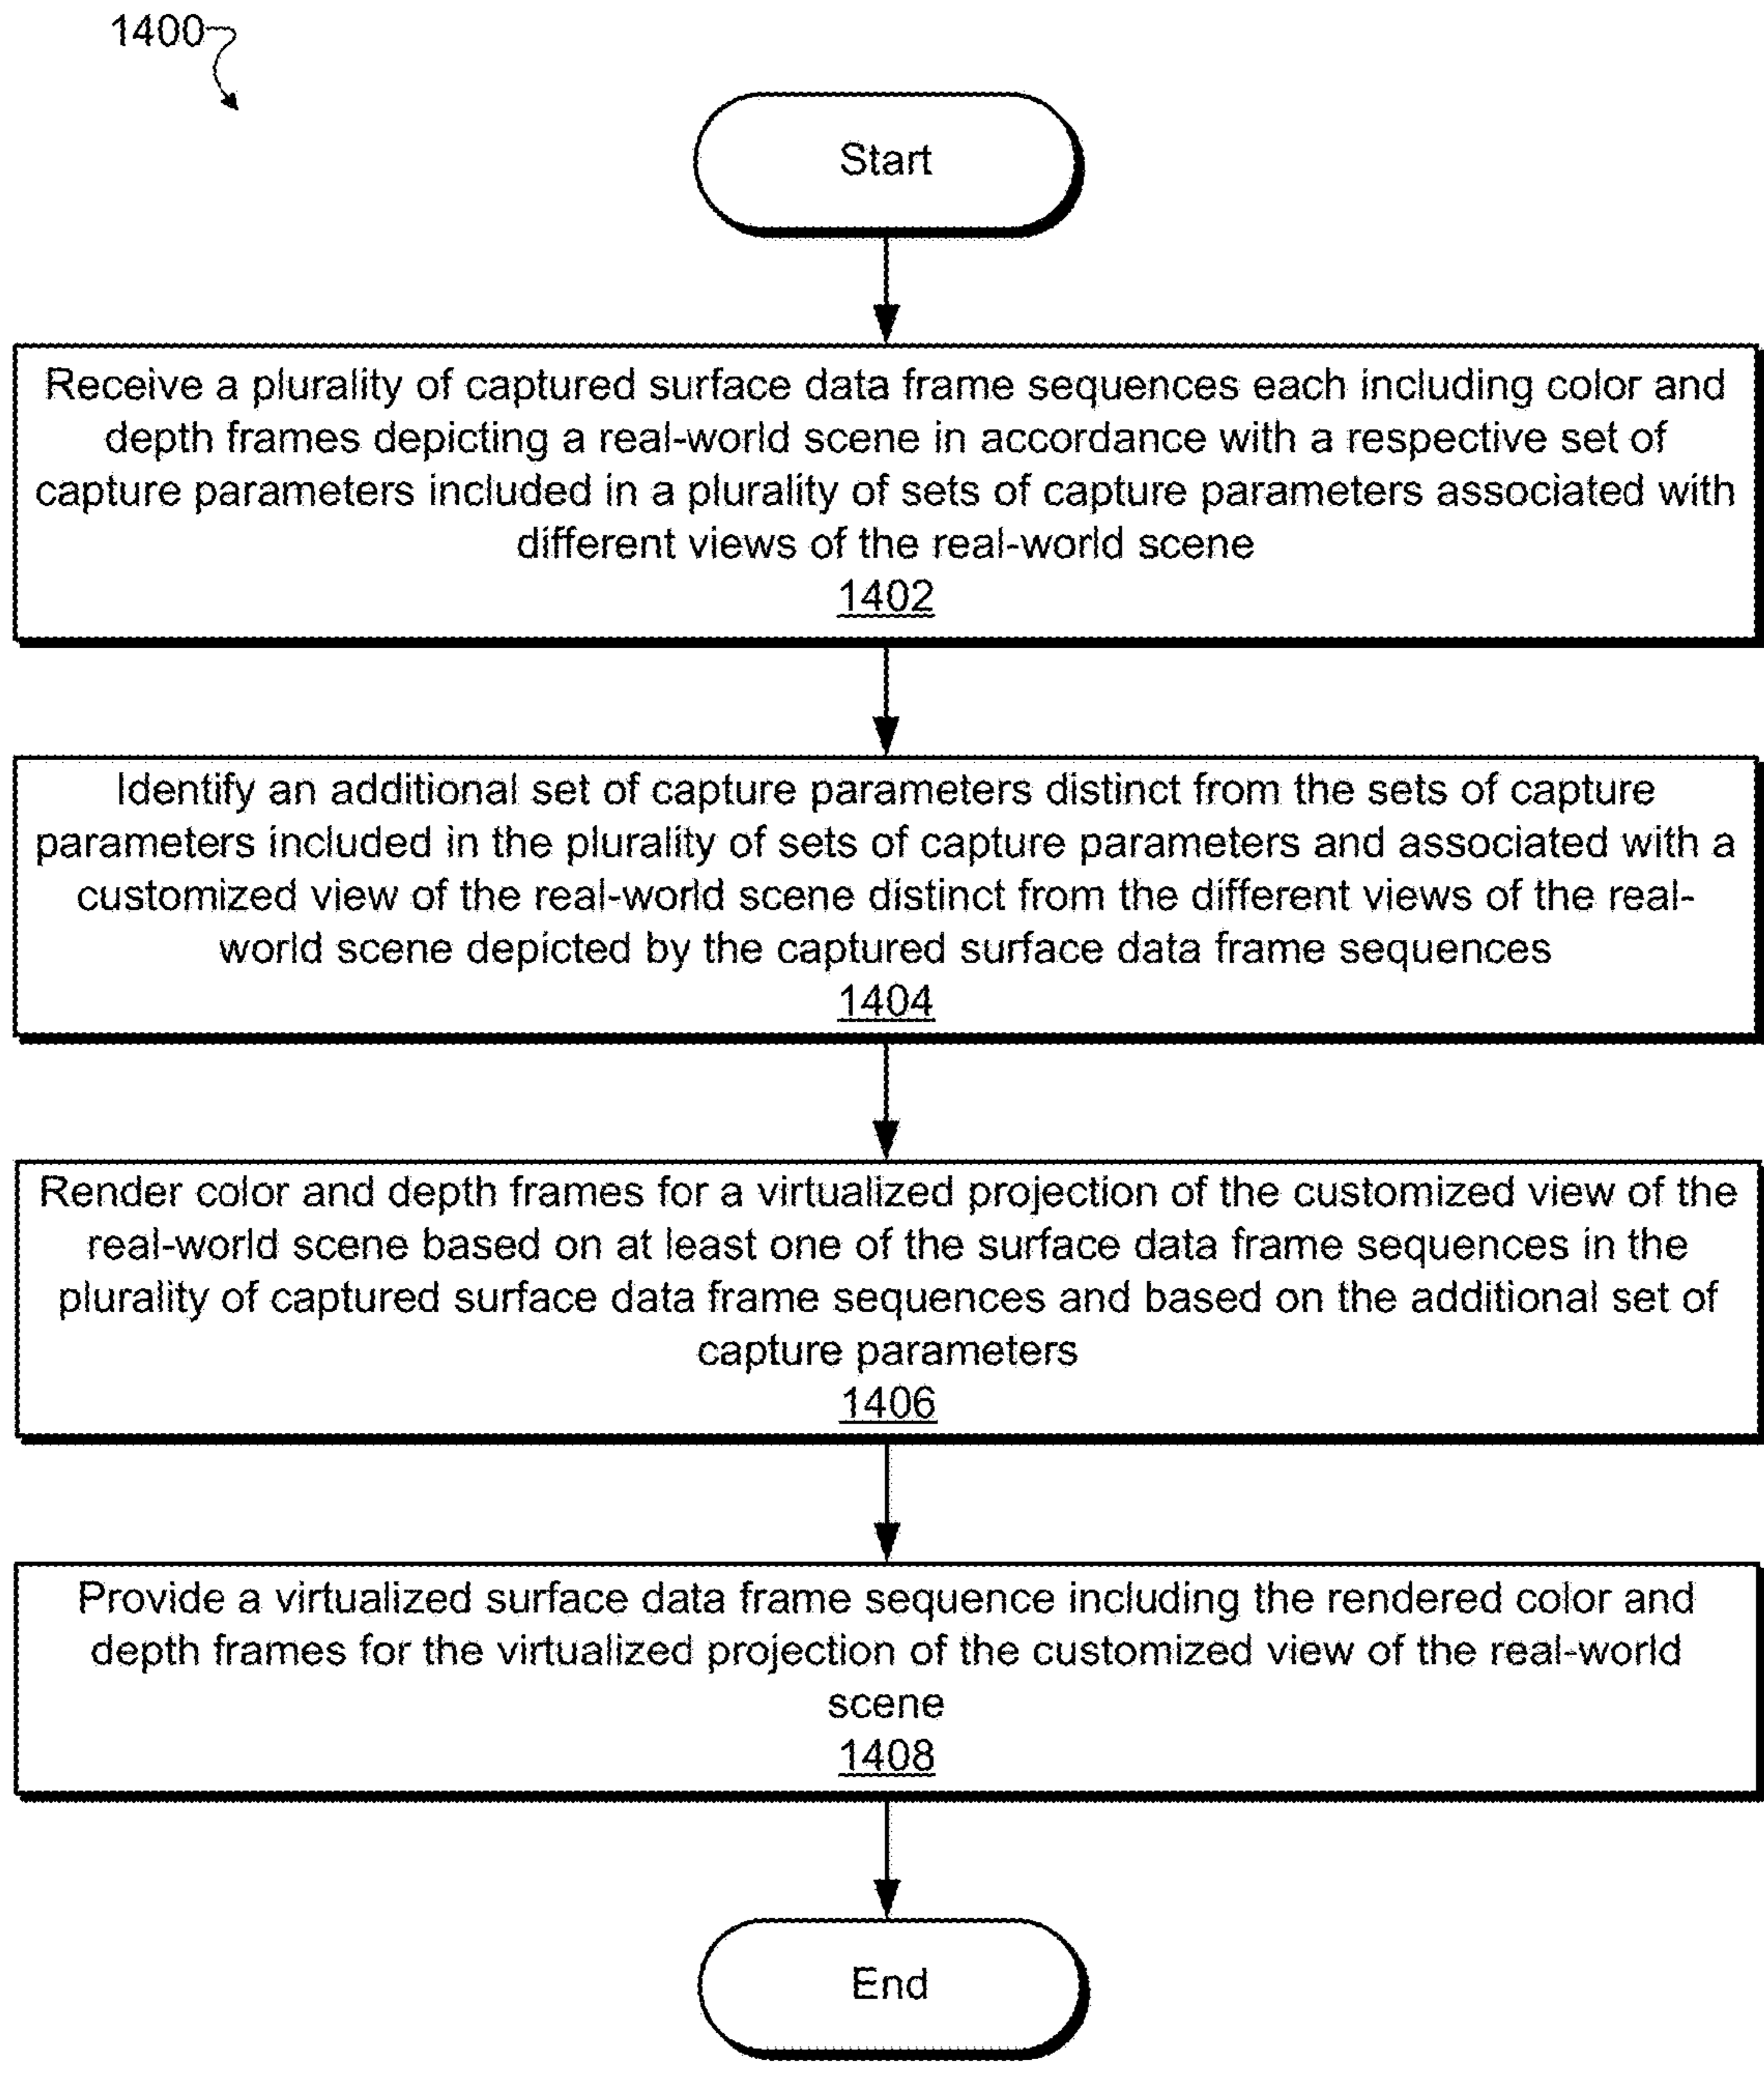 1400
Start
Receive a plurality of captured surface data frame sequences each including color and
depth frames depicting a real-world scene in accordance with a respective set of
capture parameters included in a plurality of sets of capture parameters associated with
different views of the real-world scene
1402
Identify an additional set of capture parameters distinct from the sets of capture
parameters included in the plurality of sets of capture parameters and associated with a
customized view of the real-world scene distinct from the different views of the real-
world scene depicted by the captured surface data frame sequences
1404
Render color and depth frames for a virtualized projection of the customized view of the
real-world scene based on at least one of the surface data frame sequences in the
plurality of captured surface data frame sequences and based on the additional set of
capture parameters
1406
Provide a virtualized surface data frame sequence including the rendered color and
depth frames for the virtualized projection of the customized view of the real-world
scene
1408
End